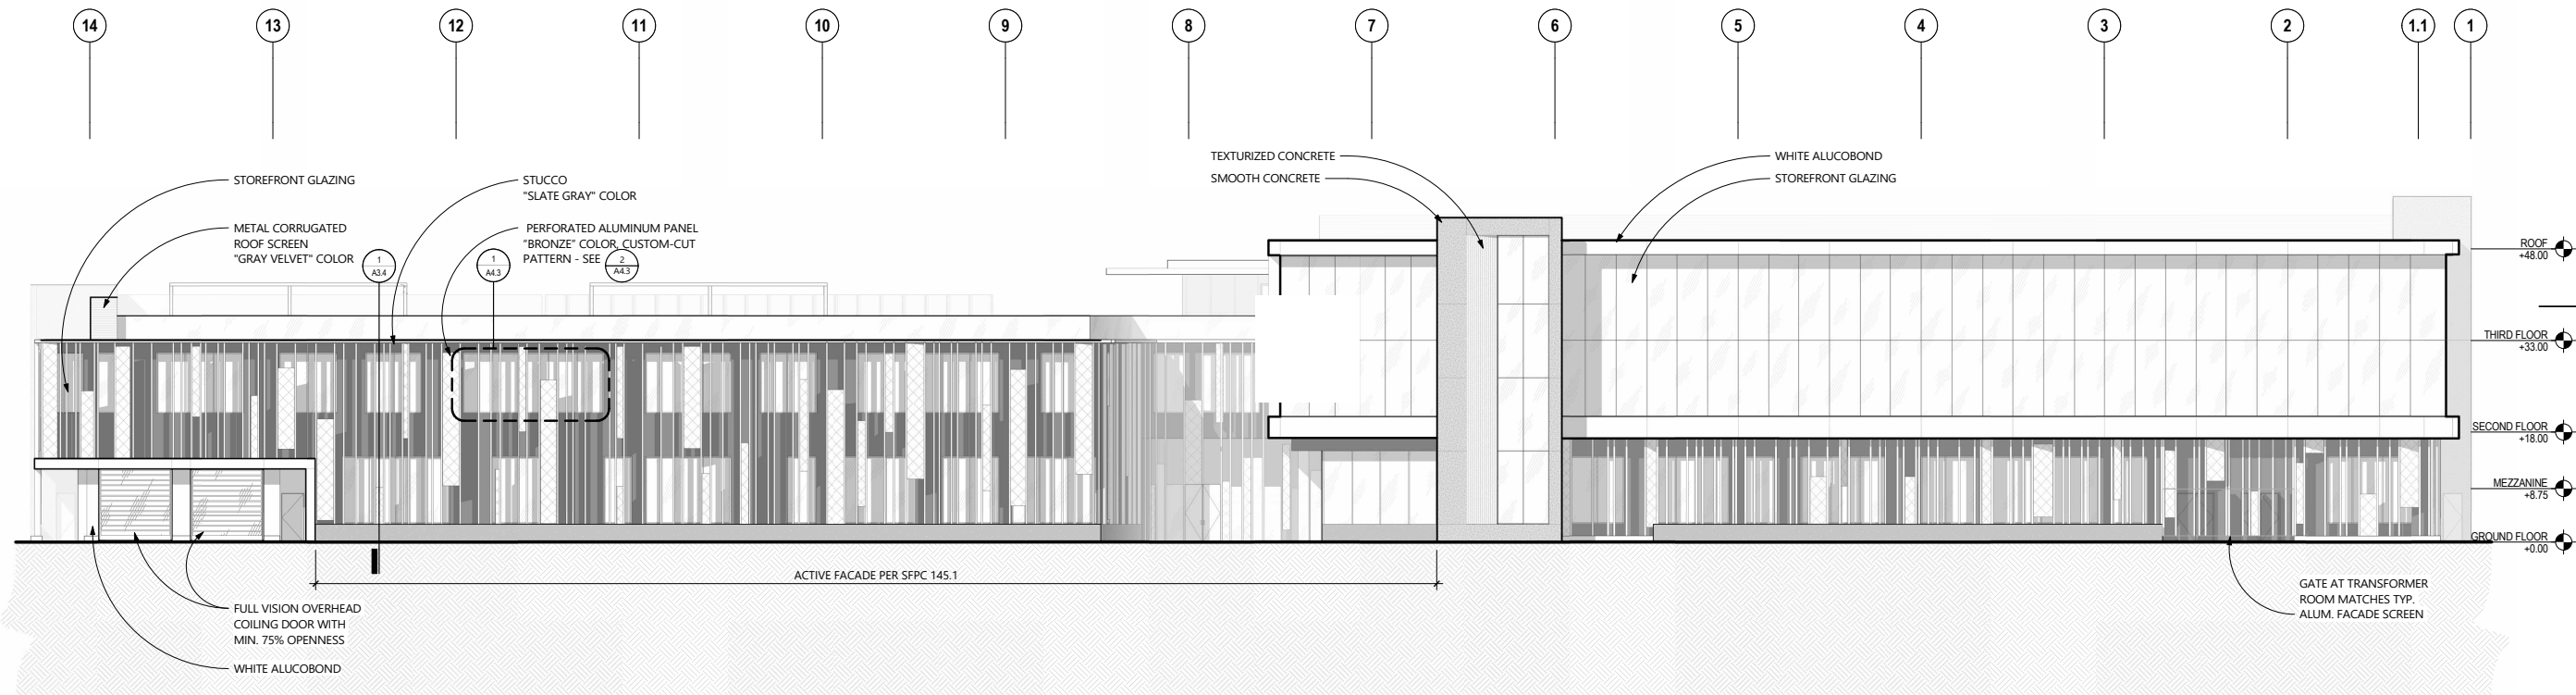 14
13
12
11
10
9
8
7
6
5
4
3
2
1.1
1
STOREFRONT GLAZING
METAL CORRUGATED
ROOF SCREEN
"GRAY VELVET" COLOR
1
A3.4
STUCCO
"SLATE GRAY" COLOR
PERFORATED ALUMINUM PANEL
"BRONZE" COLOR, CUSTOM-CUT
PATTERN - SEE
1
A4.3
2
A4.3
TEXTURIZED CONCRETE
SMOOTH CONCRETE
WHITE ALUCOBOND
STOREFRONT GLAZING
ROOF
+48.00
THIRD FLOOR
+33.00
SECOND FLOOR
+18.00
MEZZANINE
+8.75
GROUND FLOOR
+0.00
ACTIVE FACADE PER SFPC 145.1
FULL VISION OVERHEAD
COILING DOOR WITH
MIN. 75% OPENNESS
WHITE ALUCOBOND
GATE AT TRANSFORMER
ROOM MATCHES TYP.
ALUM. FACADE SCREEN